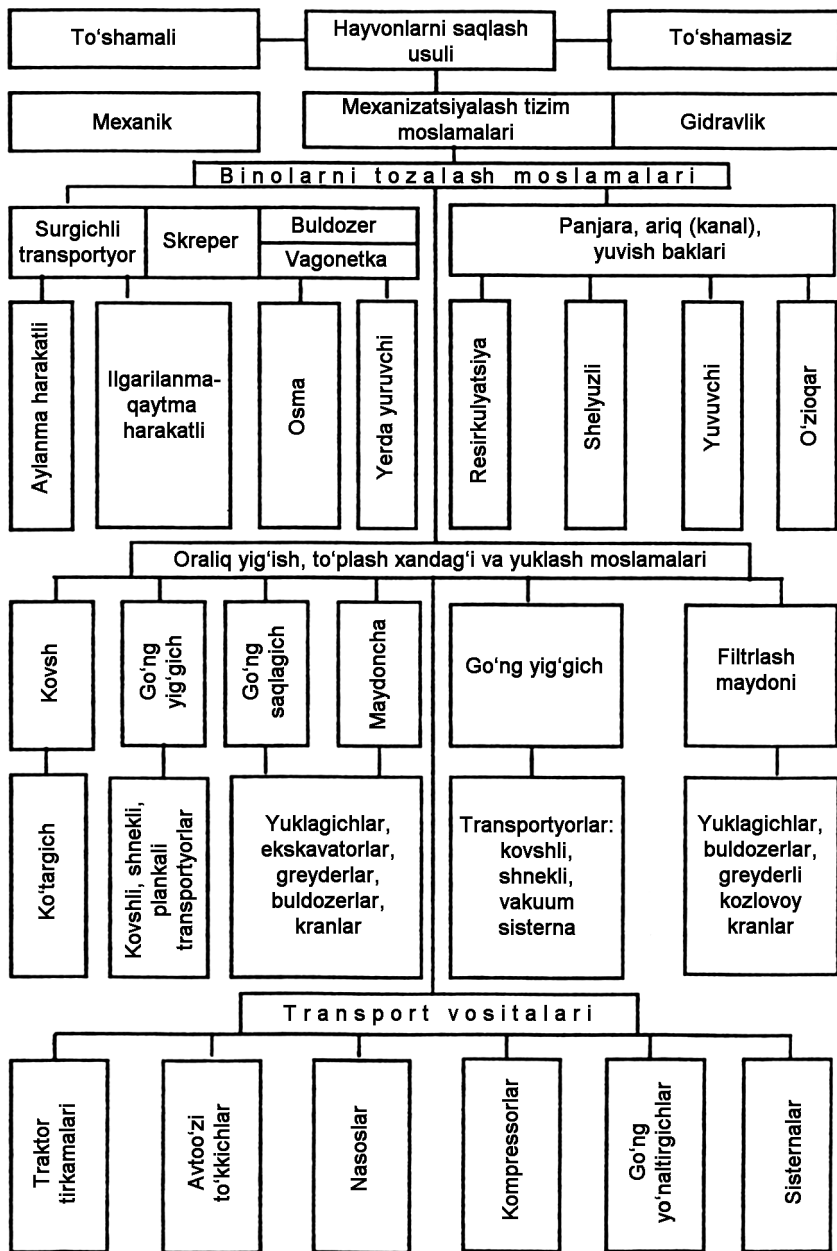 To‘shamali
Hayvonlarni saqlash
usuli
To‘shamasiz
Mexanik
Mexanizatsiyalash tizim
moslamalari
Gidravlik
Binolarni tozalash moslamalari
Surgichli
transportyor
Skreper
Buldozer
Vagonetka
Panjara, ariq (kanal),
yuvish baklari
Aylanma harakatli
Ilgarilanma-
qaytma
harakatli
Osma
Yerda yuruvchi
Resirkulyatsiya
Shelyuzli
Yuvuvchi
O‘zioqar
Oraliq yig‘ish, to‘plash xandag‘i va yuklash moslamalari
Kovsh
Go‘ng
yig‘gich
Go‘ng
saqlagich
Maydoncha
Go‘ng yig‘gich
Filtrlash
maydoni
Ko‘targich
Kovshli, shnekli,
plankali
transportyorlar
Yuklagichlar,
ekskavatorlar,
greyderlar,
buldozerlar,
kranlar
Transportyorlar:
kovshli,
shnekli,
vakuum
sisterna
Yuklagichlar,
buldozerlar,
greyderli
kozlovoy
kranlar
Transport vositalari
Traktor
tirkamalari
Avtoo‘zi
to‘kkichlar
Nasoslar
Kompressorlar
Go‘ng
yo‘naltirgichlar
Sisternalar